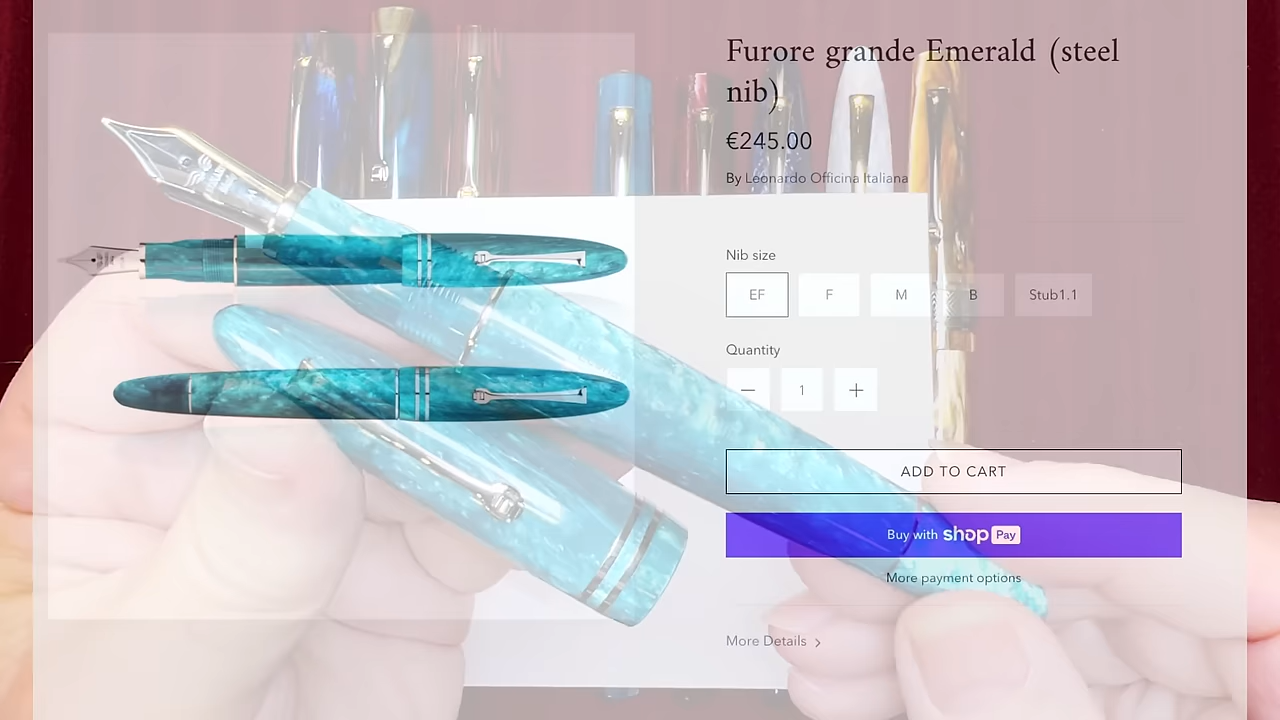 Furore grande Emerald (steel
nib)
€245.00
By Leonardo Officina Italiana
Nib size
EF F M B Stub1.1
Quantity
— 1 +
ADD TO CART
Buy with shop Pay
More payment options
More Details >